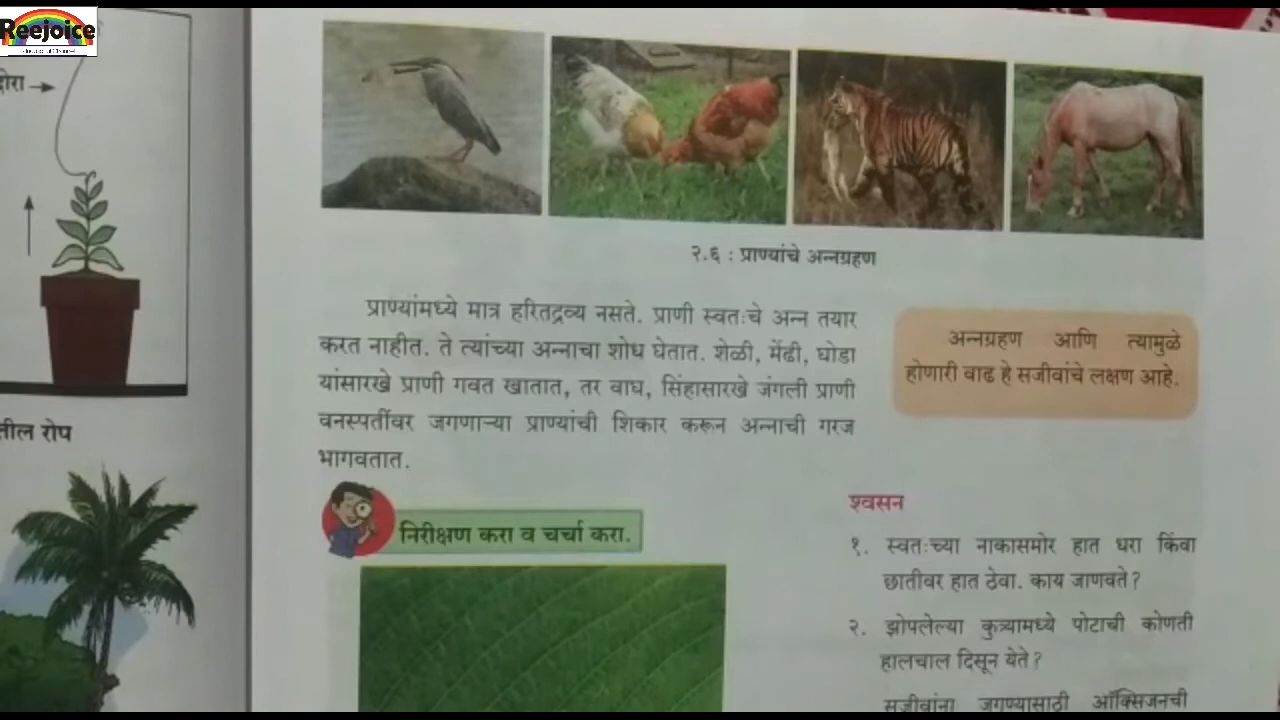 Reejoice
दोरा
तील रोप
२.६ : प्राण्यांचे अन्नग्रहण
प्राण्यांमध्ये मात्र हरितद्रव्य नसते. प्राणी स्वतःचे अन्न तयार
करत नाहीत. ते त्यांच्या अन्नाचा शोध घेतात. शेळी, मेंढी, घोडा
यांसारखे प्राणी गवत खातात, तर वाघ, सिंहासारखे जंगली प्राणी
वनस्पतींवर जगणाऱ्या प्राण्यांची शिकार करून अन्नाची गरज
भागवतात.
अन्नग्रहण आणि त्यामुळे
होणारी वाढ हे सजीवांचे लक्षण आहे.
निरीक्षण करा व चर्चा करा.
श्वसन
१. स्वतःच्या नाकासमोर हात धरा किंवा
छातीवर हात ठेवा. काय जाणवते?
२. झोपलेल्या कुत्र्यामध्ये पोटाची कोणती
हालचाल दिसून येते?
सजीवांना जगण्यासाठी ऑक्सिजनची